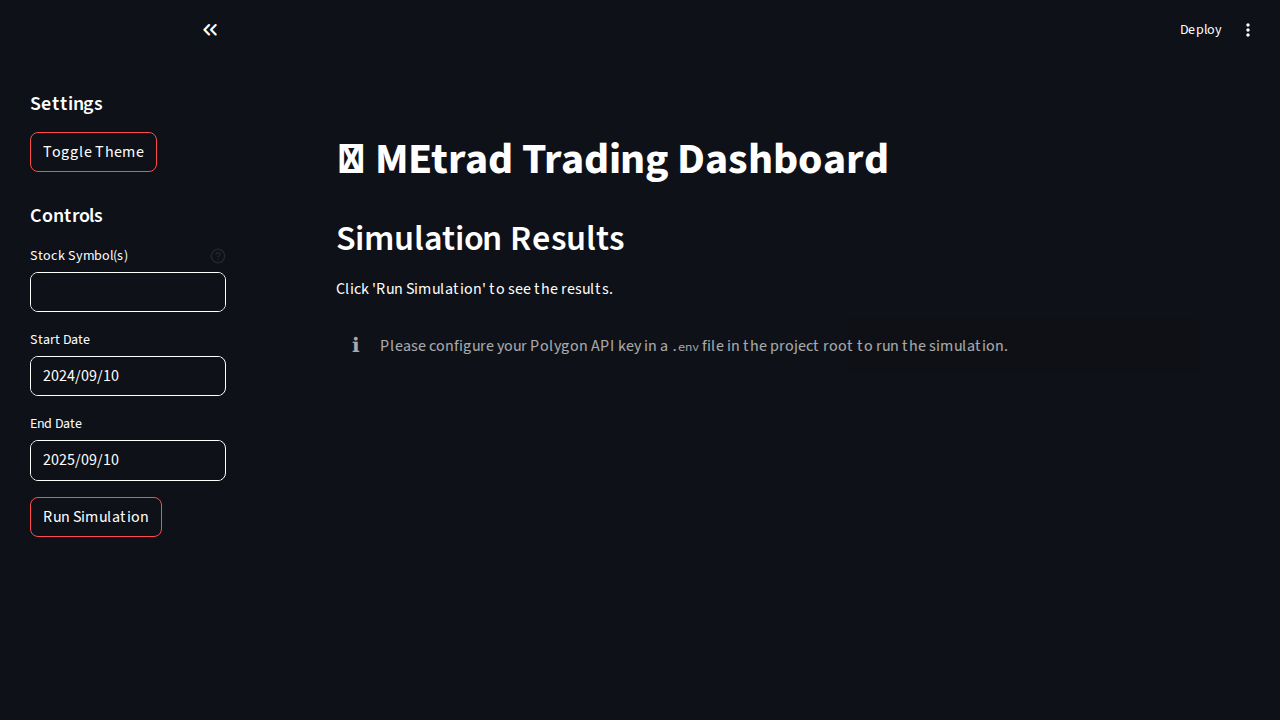 Deploy
Settings
Toggle Theme
Controls
Stock Symbol(s)
Start Date
2024/09/10
End Date
2025/09/10
Run Simulation
MEtrad Trading Dashboard
Simulation Results
Click 'Run Simulation' to see the results.
Please configure your Polygon API key in a .env file in the project root to run the simulation.